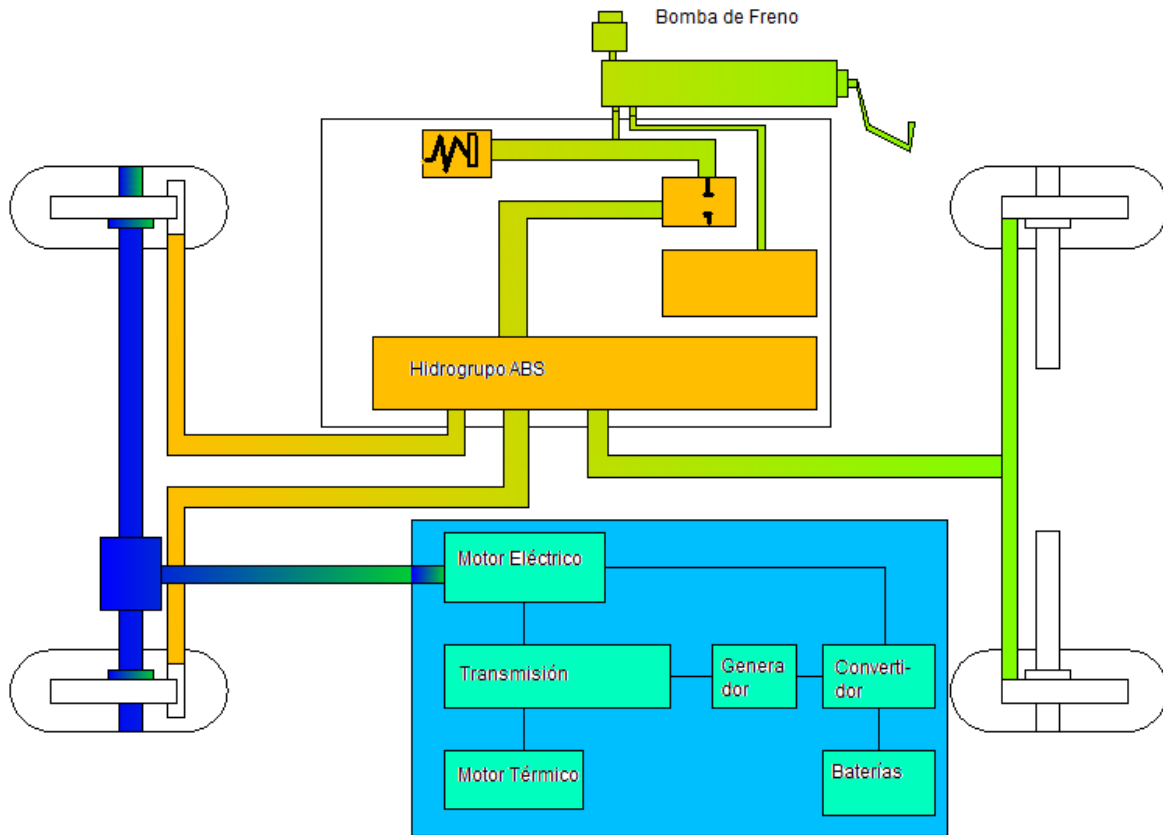 Bomba de Freno
Hidrogrupo ABS
Motor Eléctrico
Transmisión
Genera
dor
Converti-
dor
Motor Térmico
Baterías